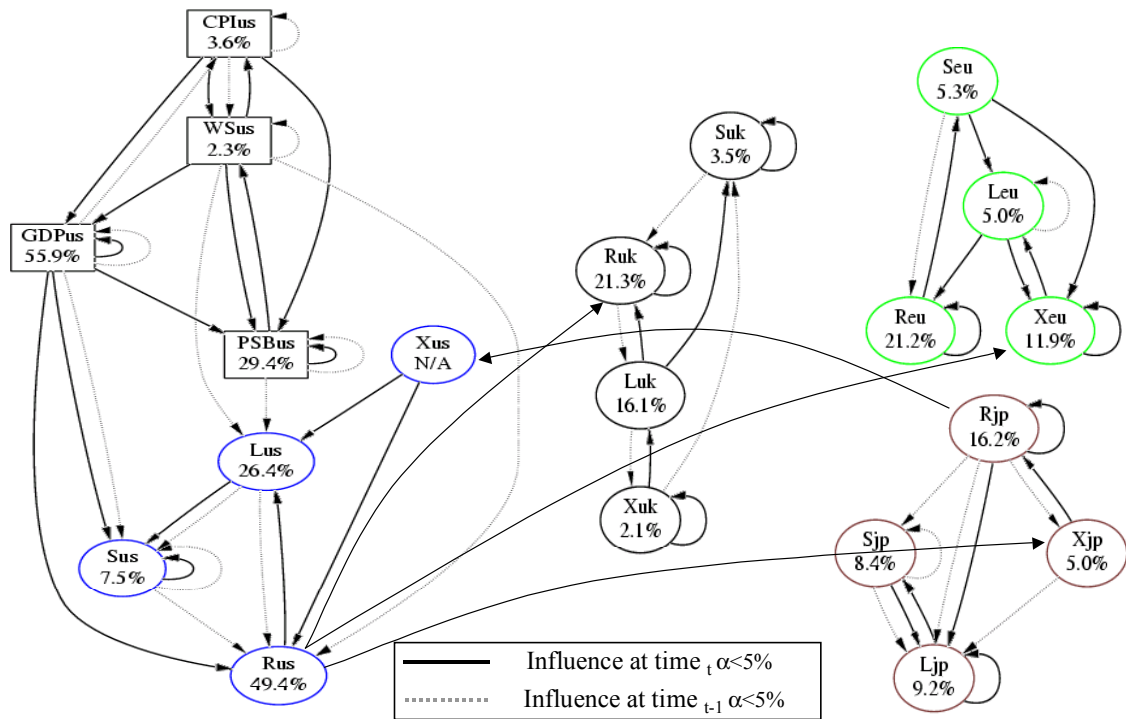 CPIus
3.6%
WSus
2.3%
GDPus
55.9%
PSBus
29.4%
Xus
N/A
Lus
26.4%
Sus
7.5%
Rus
49.4%
Suk
3.5%
Ruk
21.3%
Luk
16.1%
Xuk
2.1%
Seu
5.3%
Leu
5.0%
Reu
21.2%
Xeu
11.9%
Rjp
16.2%
Sjp
8.4%
Xjp
5.0%
Ljp
9.2%
Influence at time t α<5%
Influence at time t-1 α<5%